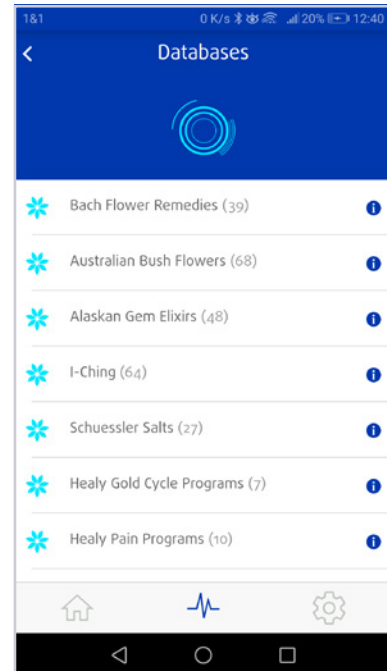 1&1 0 K/s 20% 12:40
Databases
Bach Flower Remedies (39)
Australian Bush Flowers (68)
Alaskan Gem Elixirs (48)
I-Ching (64)
Schuessler Salts (27)
Healy Gold Cycle Programs (7)
Healy Pain Programs (10)